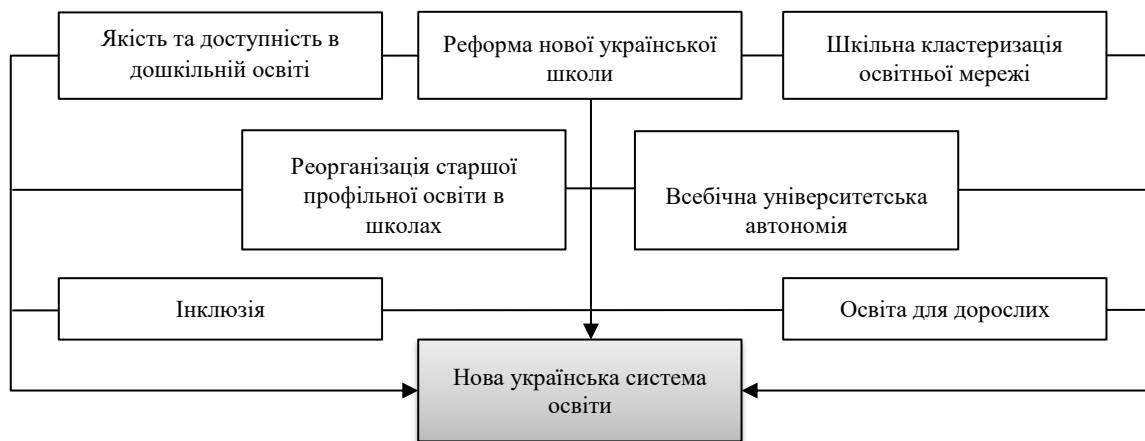 Якість та доступність в
дошкільній освіті
Реформа нової української
школи
Шкільна кластеризація
освітньої мережі
Реорганізація старшої
профільної освіти в
школах
Всебічна університетська
автономія
Інклюзія
Освіта для дорослих
Нова українська система
освіти